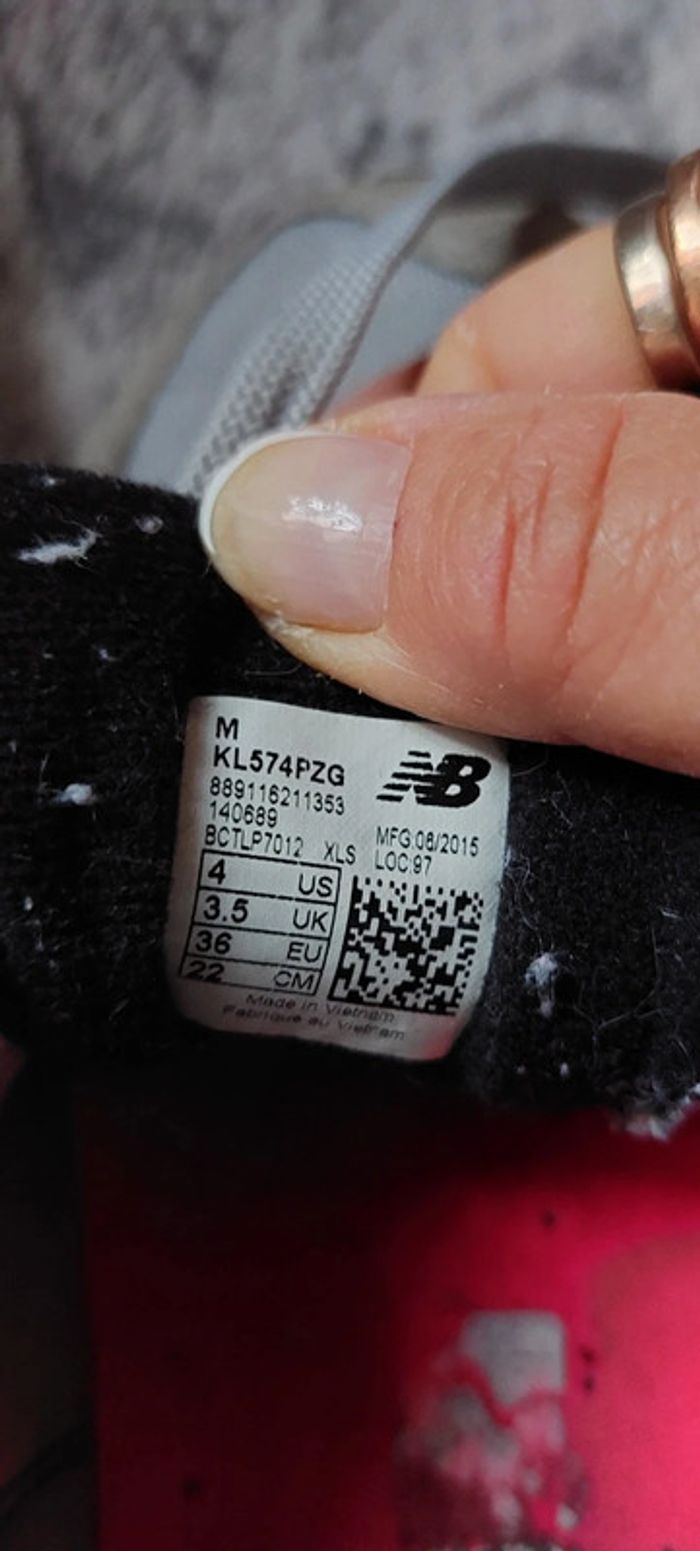 M
KL574PZG
NB
889116211353
140689
MFG:08/2015
BCTLP7012 XLS LOC:97
4 US
3.5 UK
36 EU
22 CM
Made in Vietnam
Fabriqué au Vietnam